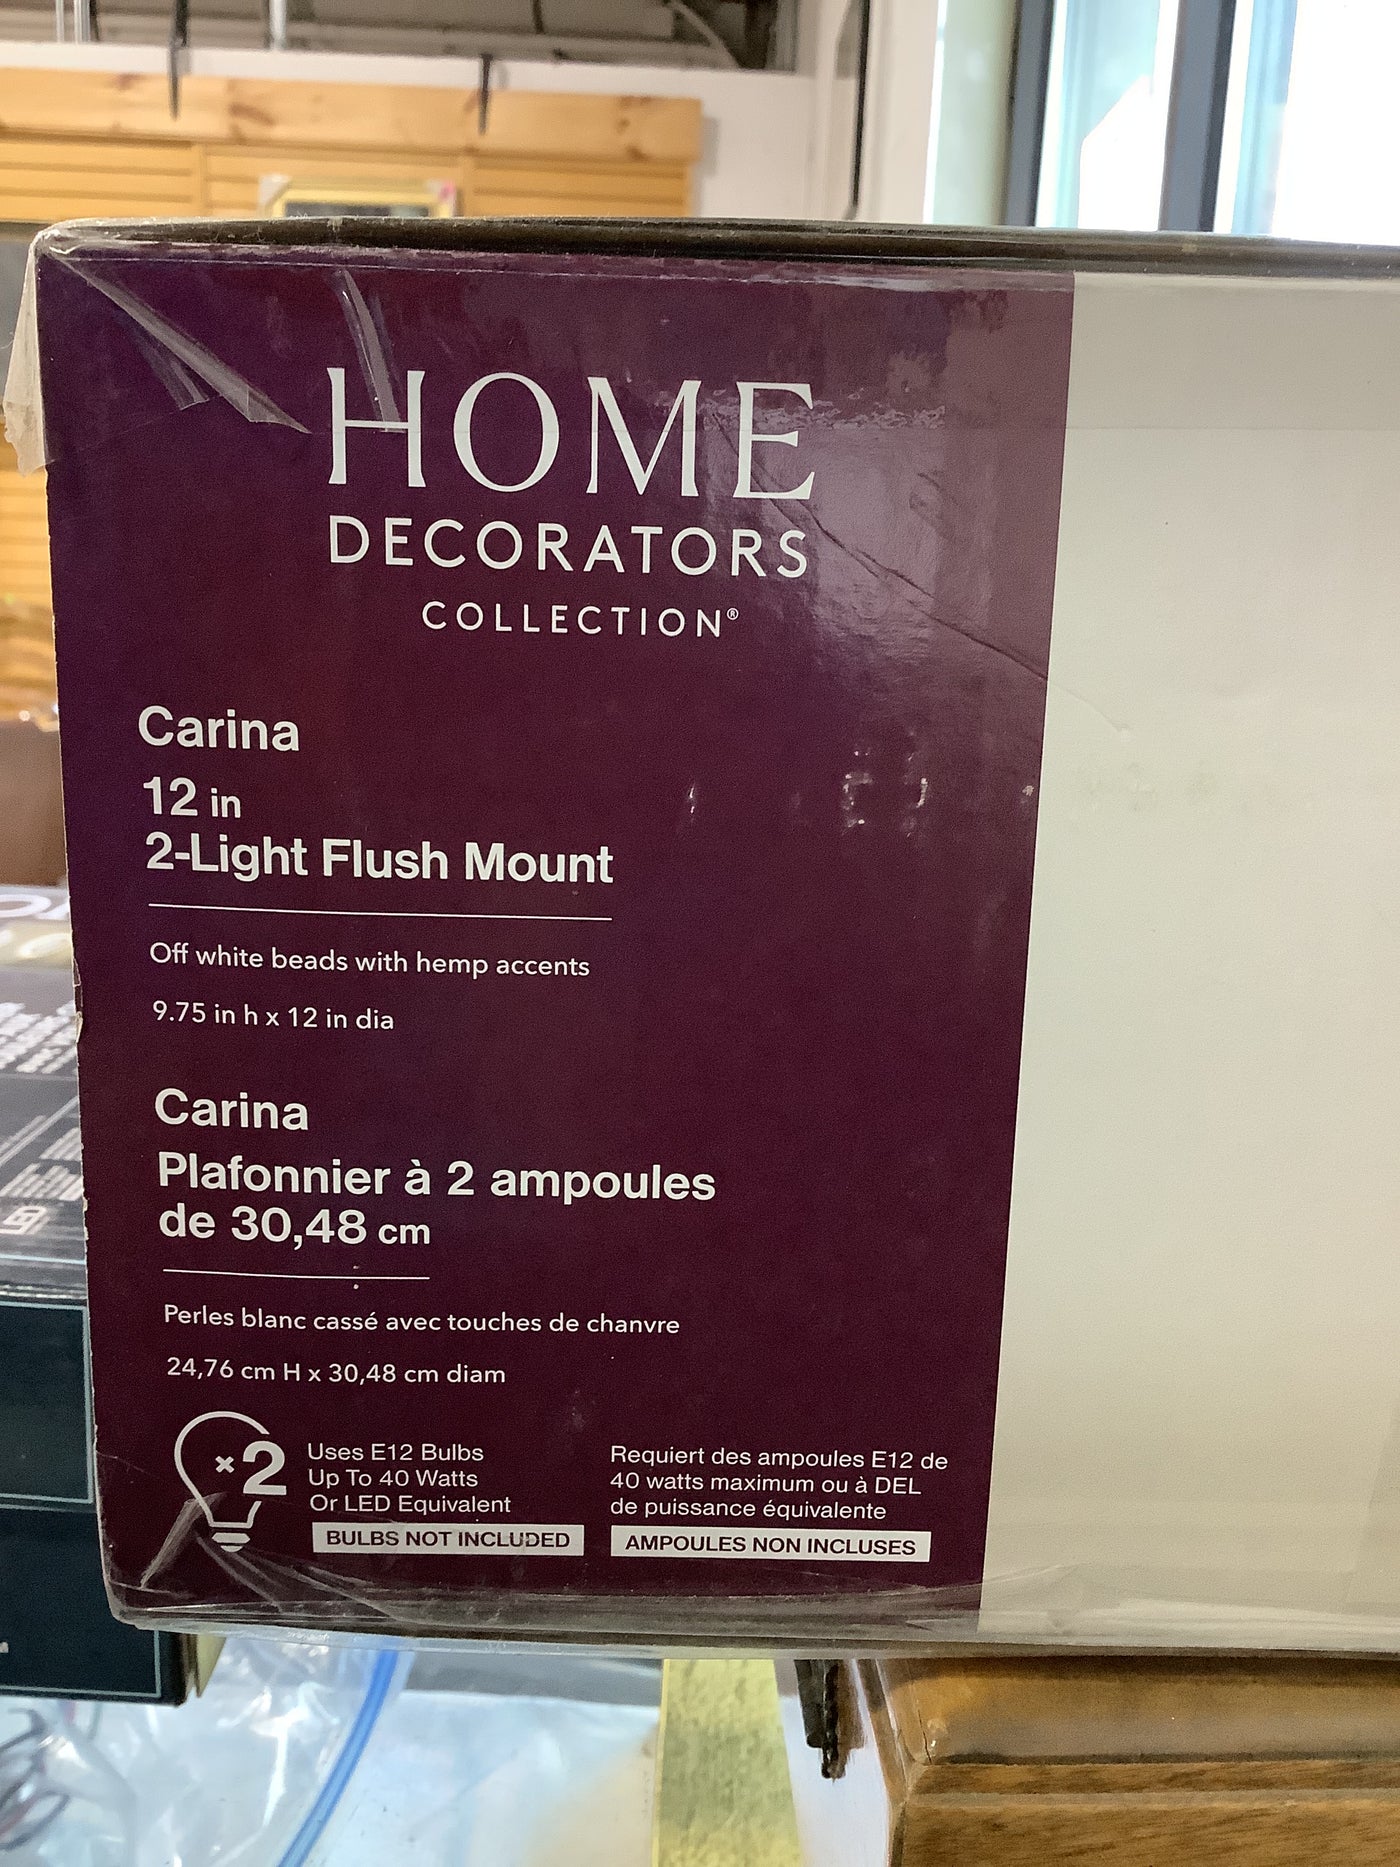 HOME
DECORATORS
COLLECTION®
Carina
12 in
2-Light Flush Mount
Off white beads with hemp accents
9.75 in h x 12 in dia
Carina
Plafonnier à 2 ampoules
de 30,48 cm
Perles blanc cassé avec touches de chanvre
24,76 cm H x 30,48 cm diam
×2
Uses E12 Bulbs
Up To 40 Watts
Or LED Equivalent
BULBS NOT INCLUDED
Requiert des ampoules E12 de
40 watts maximum ou à DEL
de puissance équivalente
AMPOULES NON INCLUSES